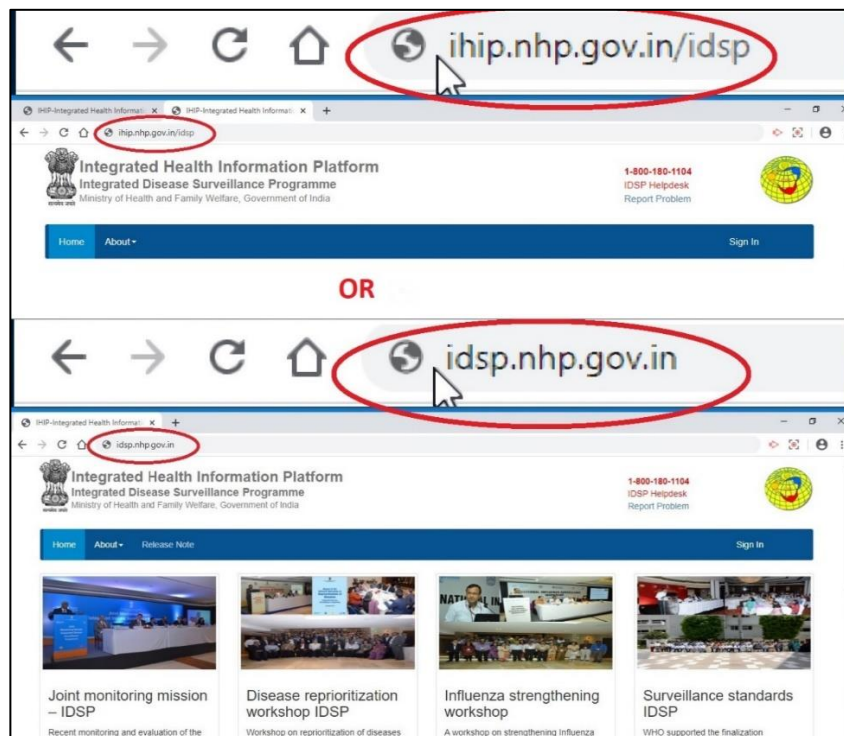 ihip.nhp.gov.in/idsp
IHIP-Integrated Health Informati
IHIP-Integrated Health Informati
ihip.nhp.gov.in/idsp
Integrated Health Information Platform
Integrated Disease Surveillance Programme
Ministry of Health and Family Welfare, Government of India
1-800-180-1104
IDSP Helpdesk
Report Problem
Home About Sign In
OR
idsp.nhp.gov.in
IHIP-Integrated Health Informati
idsp.nhp.gov.in
Integrated Health Information Platform
Integrated Disease Surveillance Programme
Ministry of Health and Family Welfare, Government of India
1-800-180-1104
IDSP Helpdesk
Report Problem
Home About Release Note Sign In
NATIONAL IN
Joint monitoring mission
– IDSP
Recent monitoring and evaluation of the
Disease reprioritization
workshop IDSP
Workshop on reprioritization of diseases
Influenza strengthening
workshop
A workshop on strengthening Influenza
Surveillance standards
IDSP
WHO supported the finalization